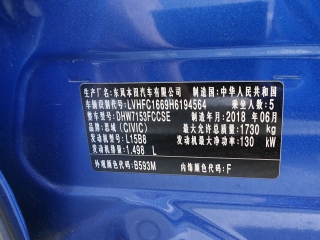 生产厂名: 东风本田汽车有限公司 制造国: 中华人民共和国
车辆识别代号: LVHFC1669H6194564 乘坐人数: 5
整车型号: DHW7153FCCSE 制造年月: 2018 年06月
品牌: 思域(CIVIC) 最大允许总质量: 1730 kg
发动机型号: L15B8 发动机最大净功率: 130 kW
发动机排量: 1.498 L
外观颜色代码: B593M 内饰颜色代码: F